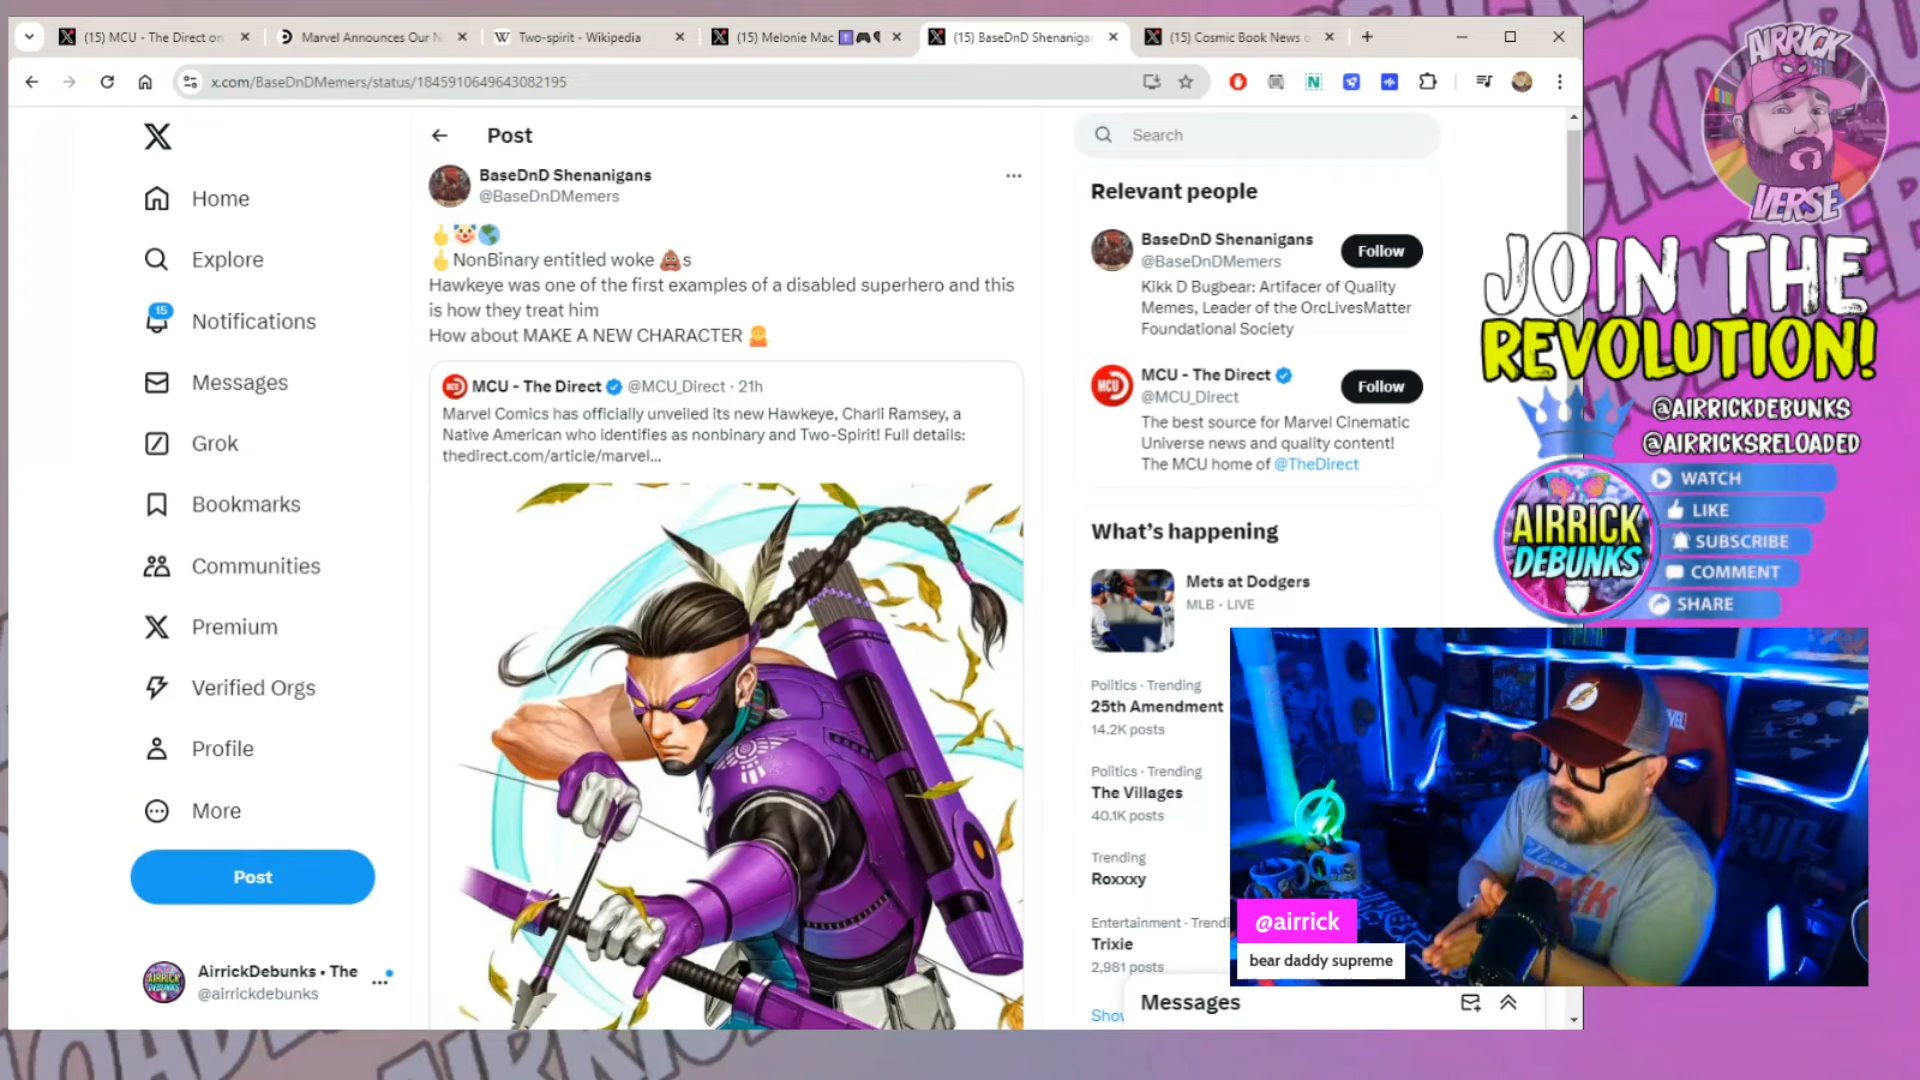 (15) MCU - The Direct on
Marvel Announces Our N
Two-spirit - Wikipedia
(15) Melonie Mac
(15) BaseDnD Shenanigan
(15) Cosmic Book News o
x.com/BaseDnDMemers/status/1845910649643082195
Home
Explore
15
Notifications
Messages
Grok
Bookmarks
Communities
Premium
Verified Orgs
Profile
More
Post
AirrickDebunks • The
@airrickdebunks
Post
BaseDnD Shenanigans
@BaseDnDMemers
🖕🤡🌎
🖕NonBinary entitled woke 💩s
Hawkeye was one of the first examples of a disabled superhero and this
is how they treat him
How about MAKE A NEW CHARACTER 🤷
MCU
MCU - The Direct @MCU_Direct · 21h
Marvel Comics has officially unveiled its new Hawkeye, Charli Ramsey, a
Native American who identifies as nonbinary and Two-Spirit! Full details:
thedirect.com/article/marvel...
Search
Relevant people
BaseDnD Shenanigans
@BaseDnDMemers
Follow
Kikk D Bugbear: Artifacer of Quality
Memes, Leader of the OrcLivesMatter
Foundational Society
MCU
MCU - The Direct
@MCU_Direct
Follow
The best source for Marvel Cinematic
Universe news and quality content!
The MCU home of @TheDirect
What's happening
Mets at Dodgers
MLB · LIVE
Politics · Trending
25th Amendment
14.2K posts
Politics · Trending
The Villages
40.1K posts
Trending
Roxxxy
Entertainment · Trendi
Trixie
2,981 posts
Show
Messages
AIRRICK
VERSE
JOIN THE
REVOLUTION!
@AIRRICKDEBUNKS
@AIRRICKSRELOADED
AIRRICK
DEBUNKS
WATCH
LIKE
SUBSCRIBE
COMMENT
SHARE
@airrick
bear daddy supreme